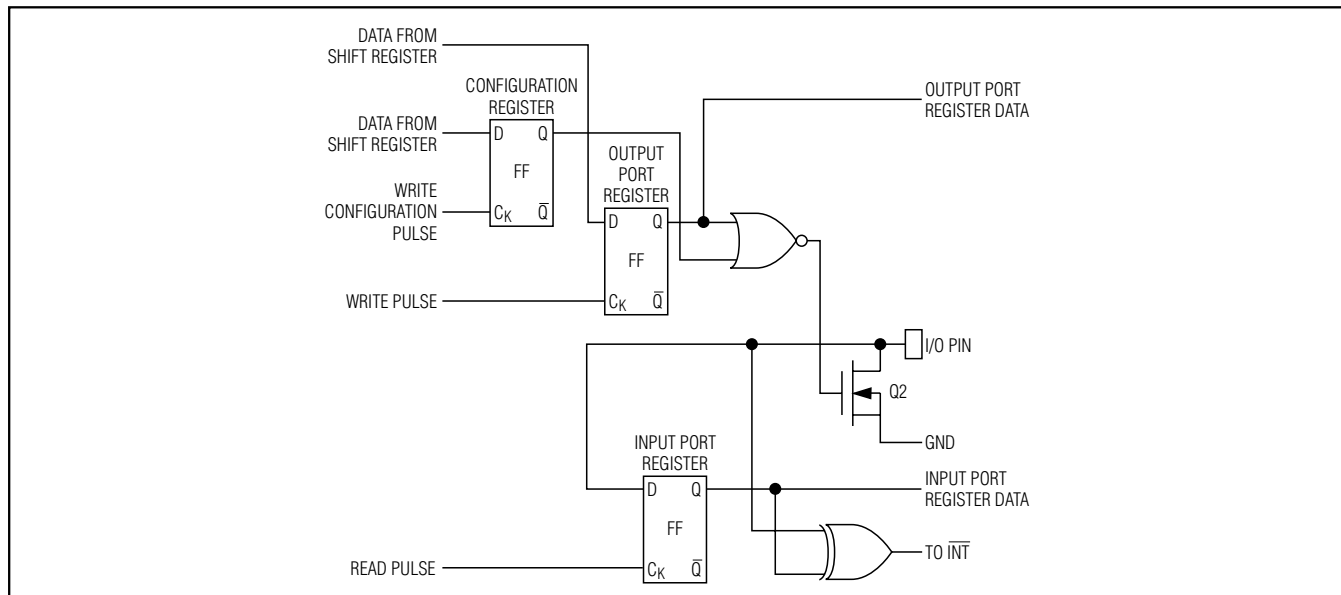 DATA FROM
SHIFT REGISTER
CONFIGURATION
REGISTER
OUTPUT PORT
REGISTER DATA
DATA FROM
SHIFT REGISTER
D
Q
FF
OUTPUT
PORT
REGISTER
WRITE
CONFIGURATION
PULSE
CK
Q̅
D
Q
FF
WRITE PULSE
CK
Q̅
I/O PIN
Q2
GND
INPUT PORT
REGISTER
D
Q
INPUT PORT
REGISTER DATA
FF
TO I̅N̅T̅
READ PULSE
CK
Q̅